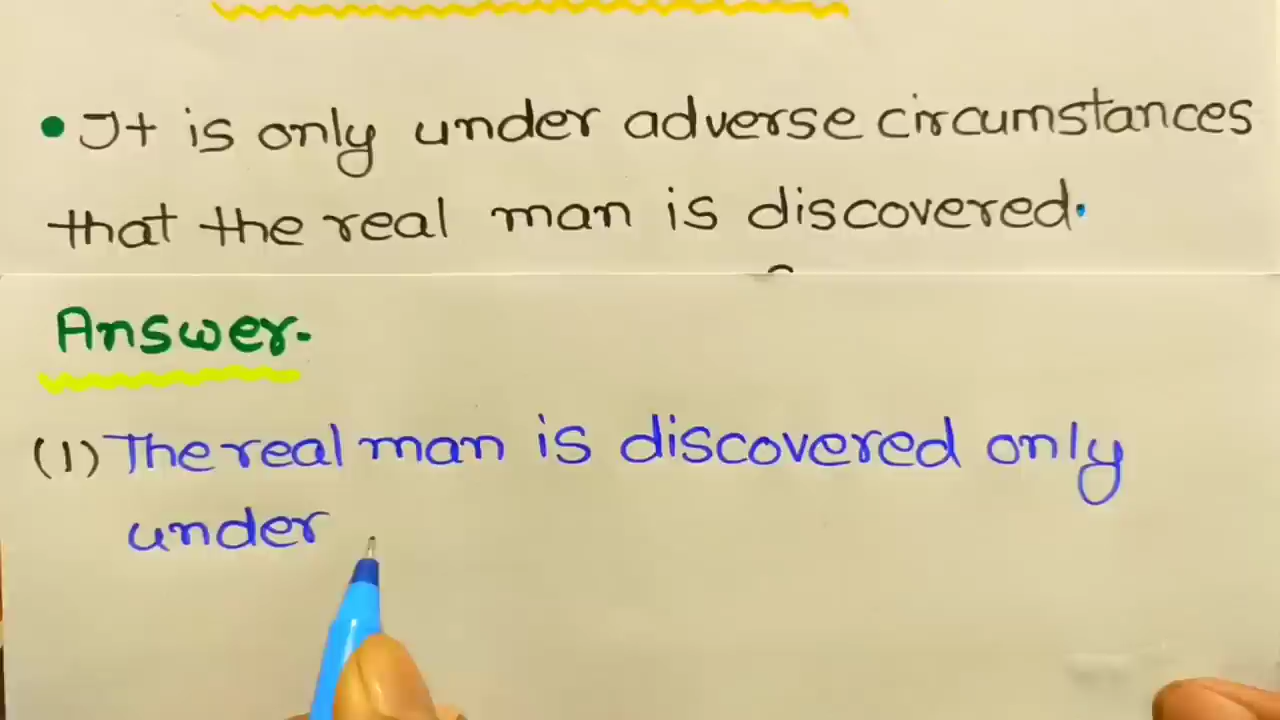 • It is only under adverse circumstances
that the real man is discovered.
Answer.
(1) The real man is discovered only
under